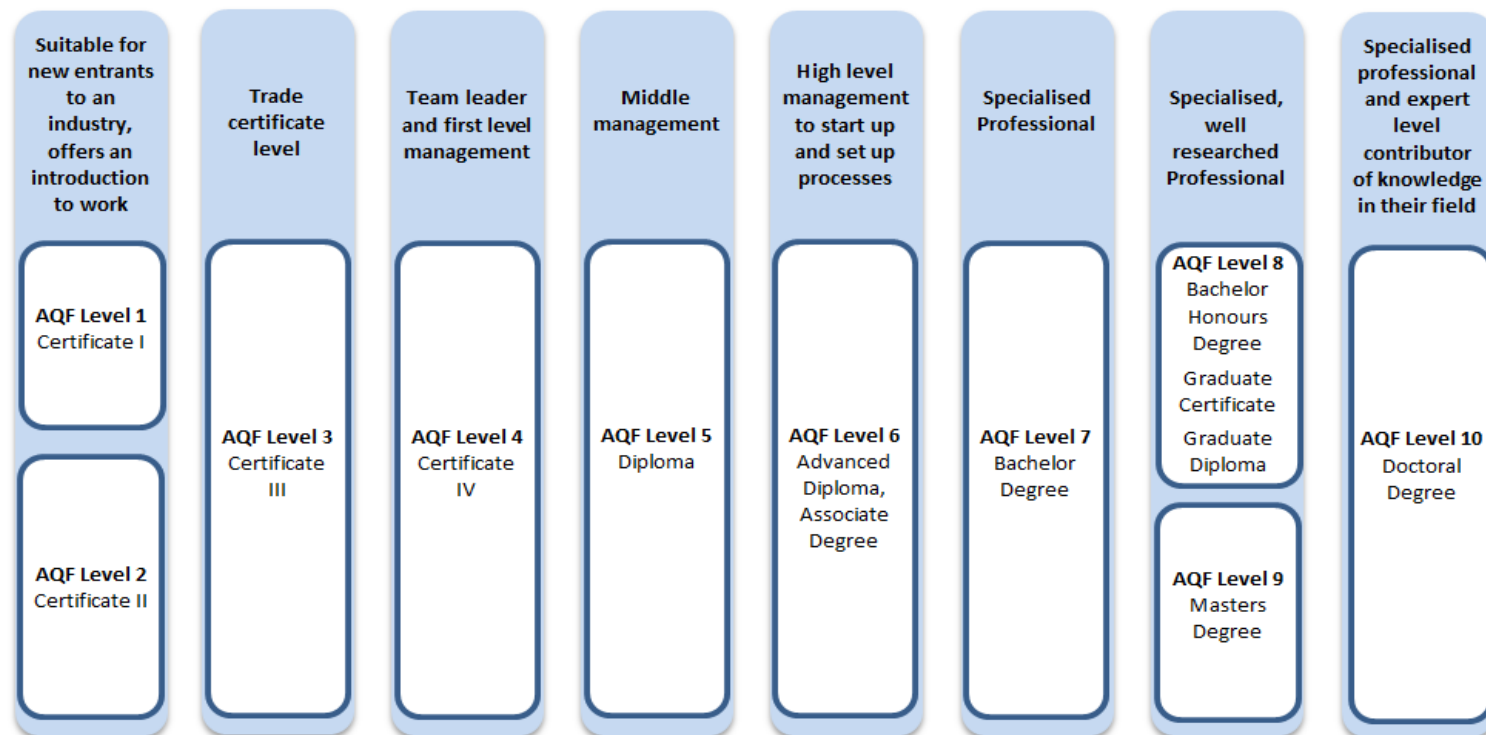 Suitable for
new entrants
to an
industry,
offers an
introduction
to work
AQF Level 1
Certificate I
AQF Level 2
Certificate II
Trade
certificate
level
AQF Level 3
Certificate
III
Team leader
and first level
management
AQF Level 4
Certificate
IV
Middle
management
AQF Level 5
Diploma
High level
management
to start up
and set up
processes
AQF Level 6
Advanced
Diploma,
Associate
Degree
Specialised
Professional
AQF Level 7
Bachelor
Degree
Specialised,
well
researched
Professional
AQF Level 8
Bachelor
Honours
Degree
Graduate
Certificate
Graduate
Diploma
AQF Level 9
Masters
Degree
Specialised
professional
and expert
level
contributor
of knowledge
in their field
AQF Level 10
Doctoral
Degree